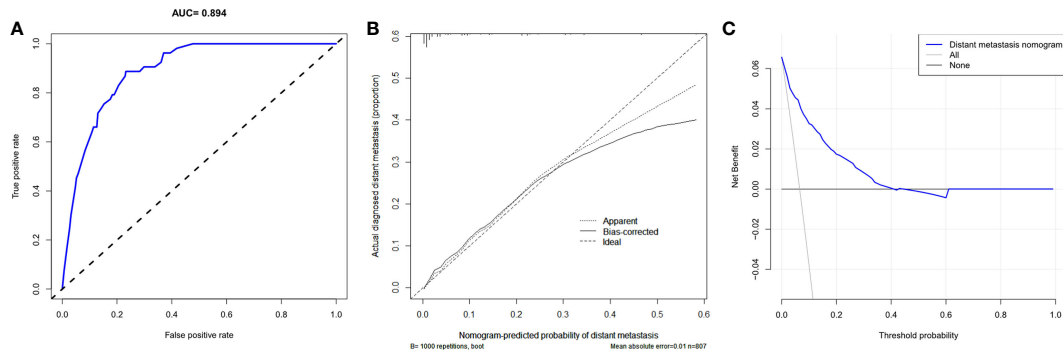 A
AUC= 0.894
True positive rate
1.0
0.8
0.6
0.4
0.2
0.0
0.0 0.2 0.4 0.6 0.8 1.0
False positive rate
B
Actual diagnosed distant metastasis (proportion)
0.6
0.5
0.4
0.3
0.2
0.1
0.0
Apparent
Bias-corrected
Ideal
0.0 0.1 0.2 0.3 0.4 0.5 0.6
Nomogram-predicted probability of distant metastasis
B= 1000 repetitions, boot
Mean absolute error=0.01 n=807
C
Distant metastasis nomogram
All
None
Net Benefit
0.06
0.04
0.02
0.00
-0.02
-0.04
0.0 0.2 0.4 0.6 0.8 1.0
Threshold probability